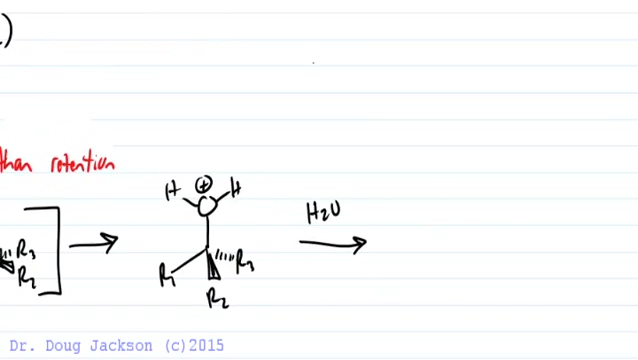 )
than retention
H ⊕ H
O
H₂O
R₃
R₂
R₁
R₃
R₂
Dr. Doug Jackson (c)2015